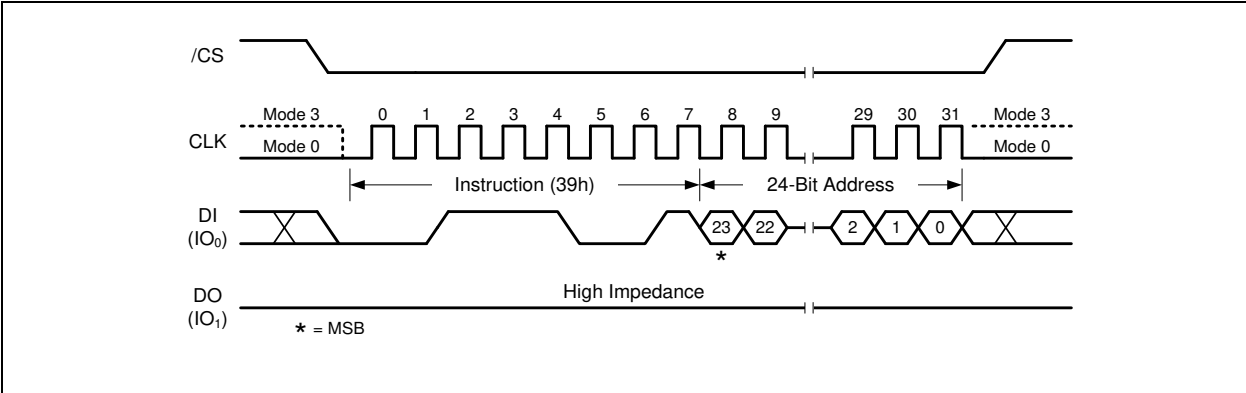 /CS
Mode 3 0 1 2 3 4 5 6 7 8 9 29 30 31 Mode 3
CLK Mode 0 Mode 0
Instruction (39h) 24-Bit Address
DI
(IO₀) 23 22 2 1 0
*
High Impedance
DO
(IO₁)
* = MSB